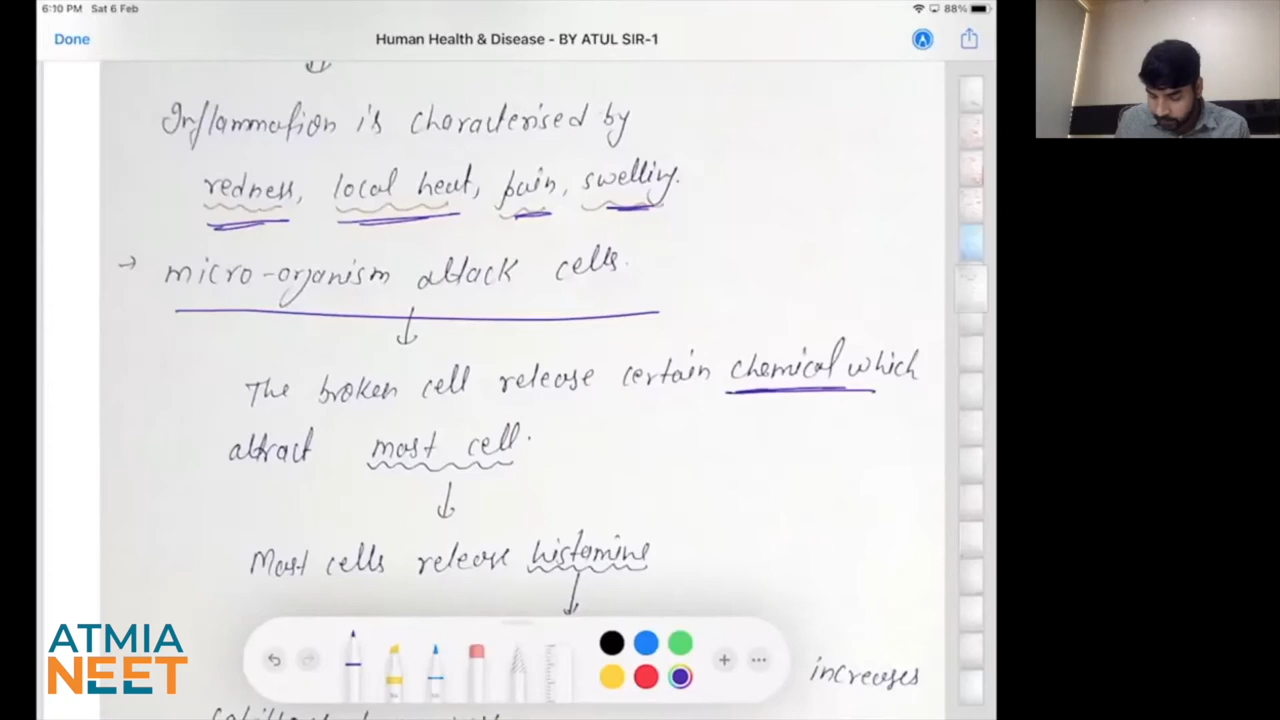 6:10 PM Sat 6 Feb
88%
Done
Human Health & Disease - BY ATUL SIR-1
Inflammation is characterised by
redness, local heat, pain, swelling.
→ micro-organism attack cells.
The broken cell release certain chemical which
attract mast cell.
Mast cells release histamine
increases
ATMIA
NEET